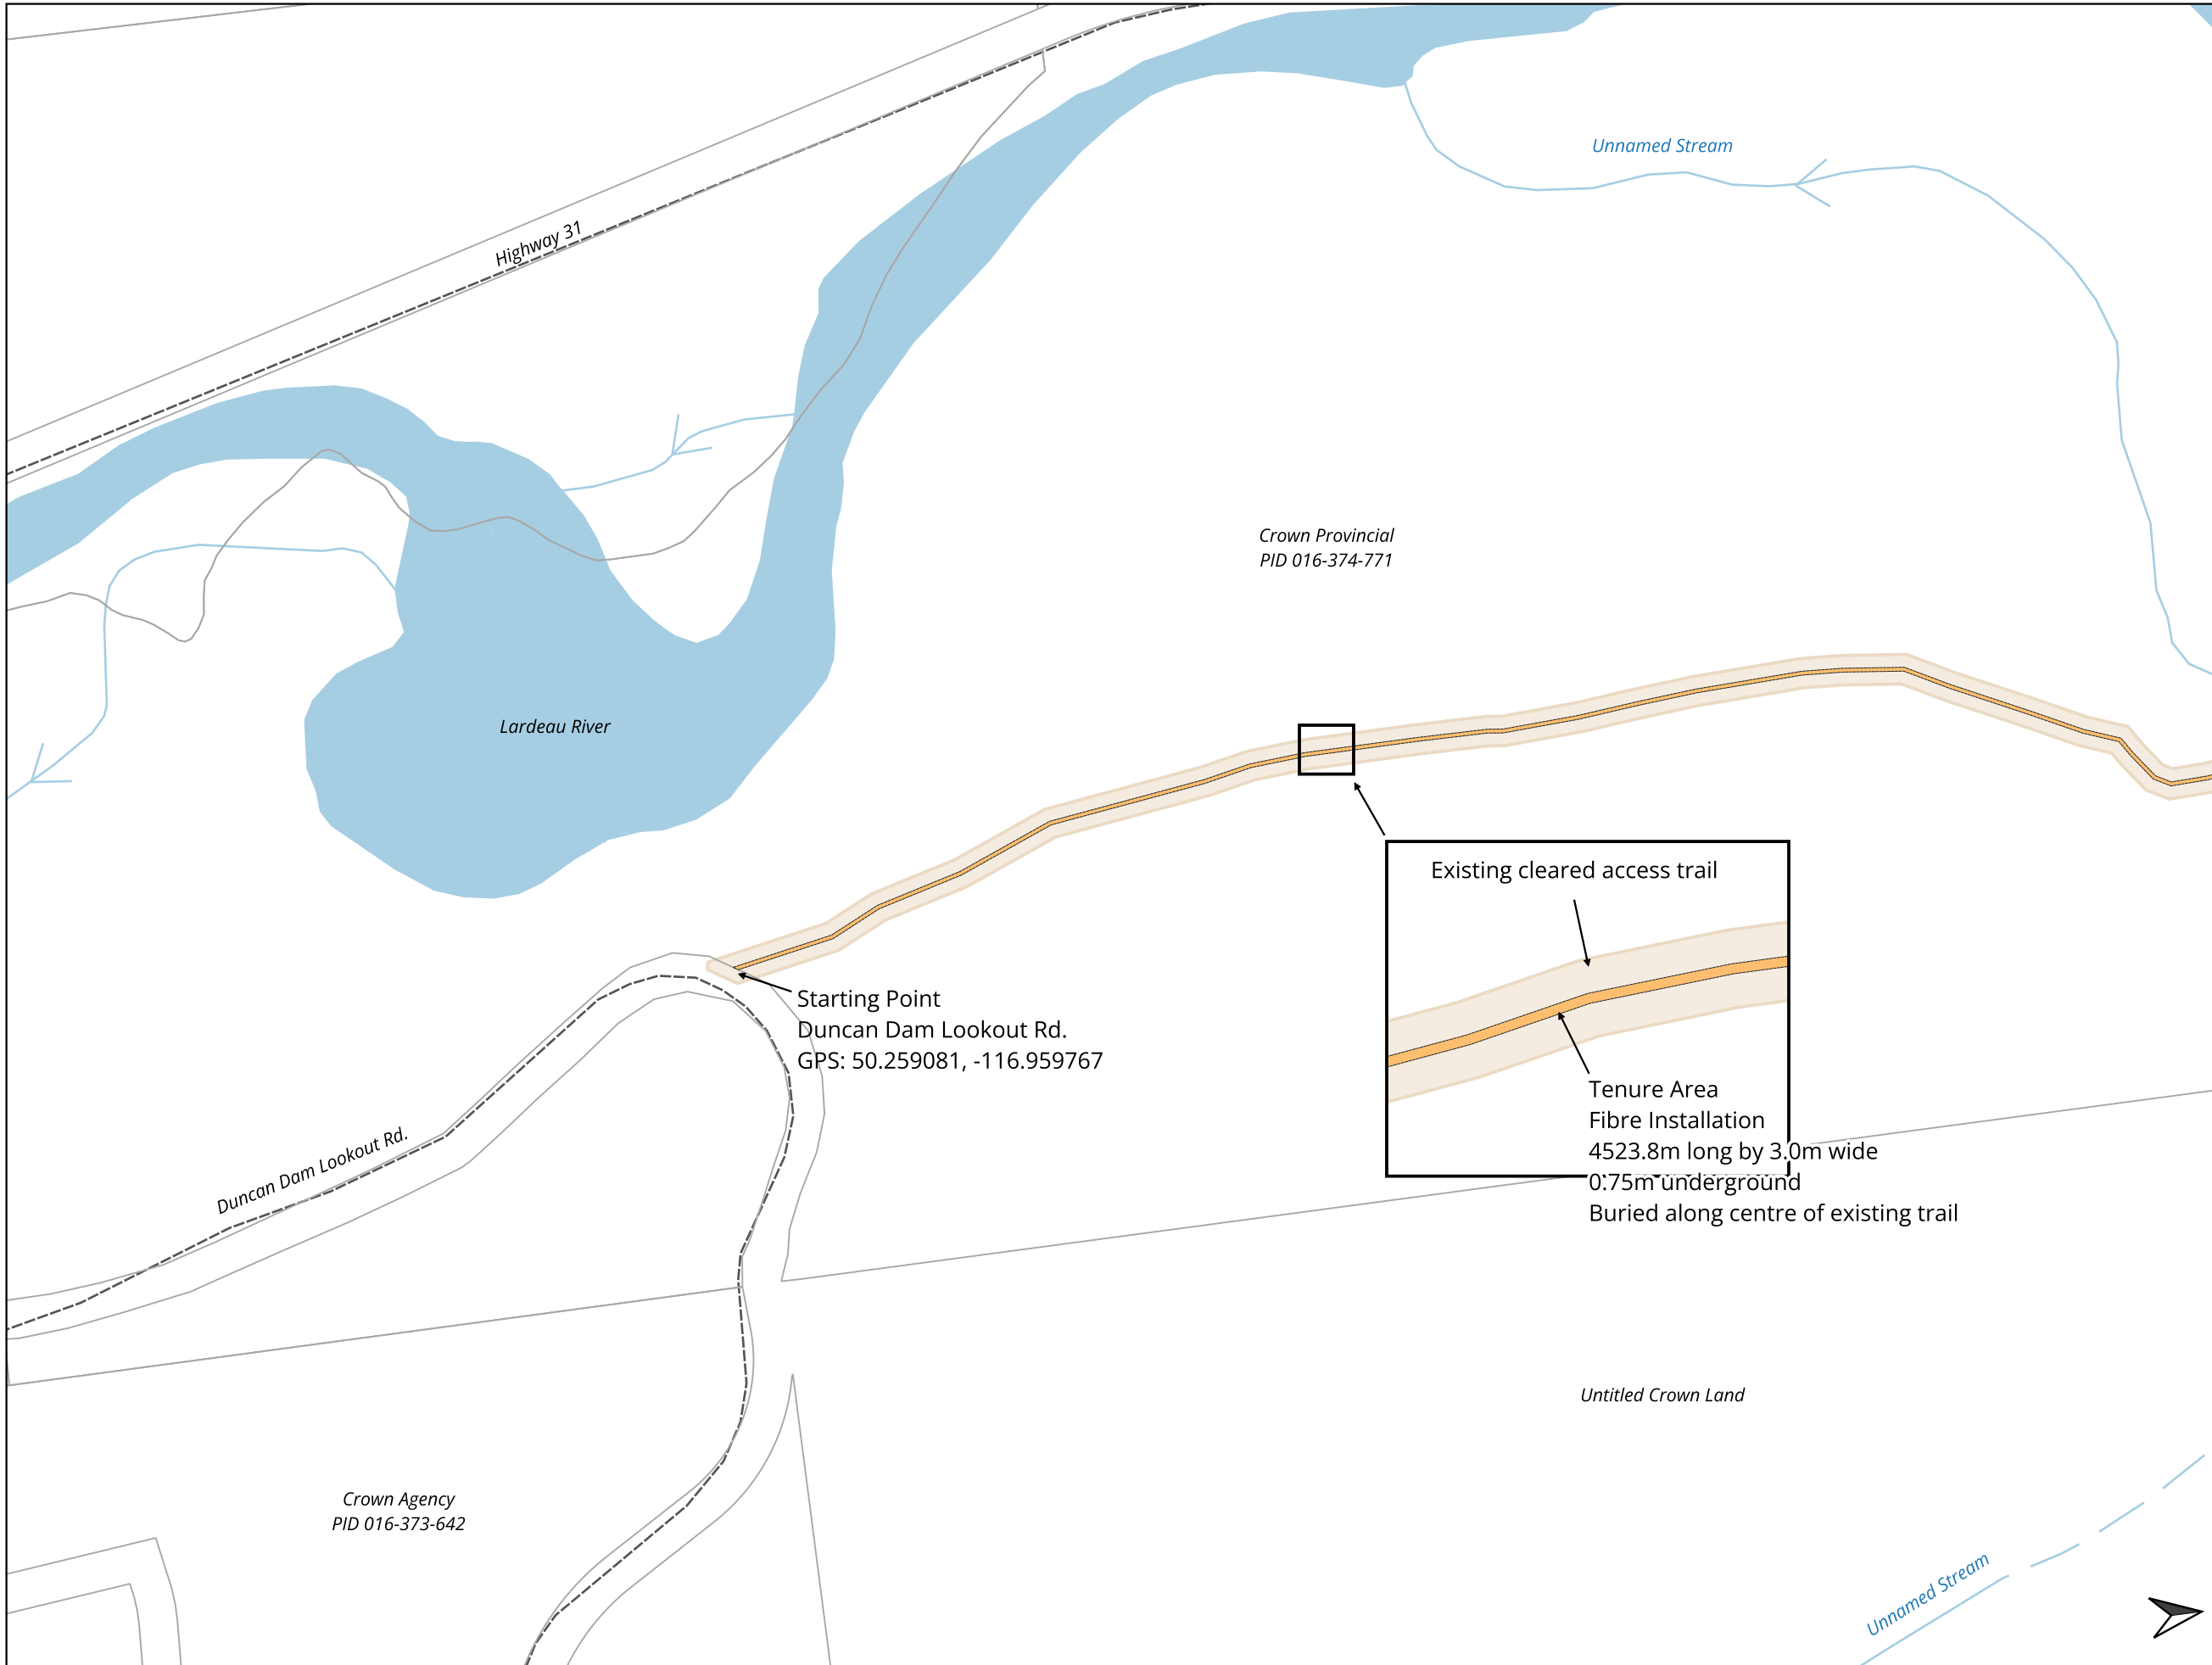 Unnamed Stream
Highway 31
Crown Provincial
PID 016-374-771
Lardeau River
Existing cleared access trail
Starting Point
Duncan Dam Lookout Rd.
GPS: 50.259081, -116.959767
Tenure Area
Fibre Installation
4523.8m long by 3.0m wide
0.75m underground
Buried along centre of existing trail
Duncan Dam Lookout Rd.
Untitled Crown Land
Crown Agency
PID 016-373-642
Unnamed Stream